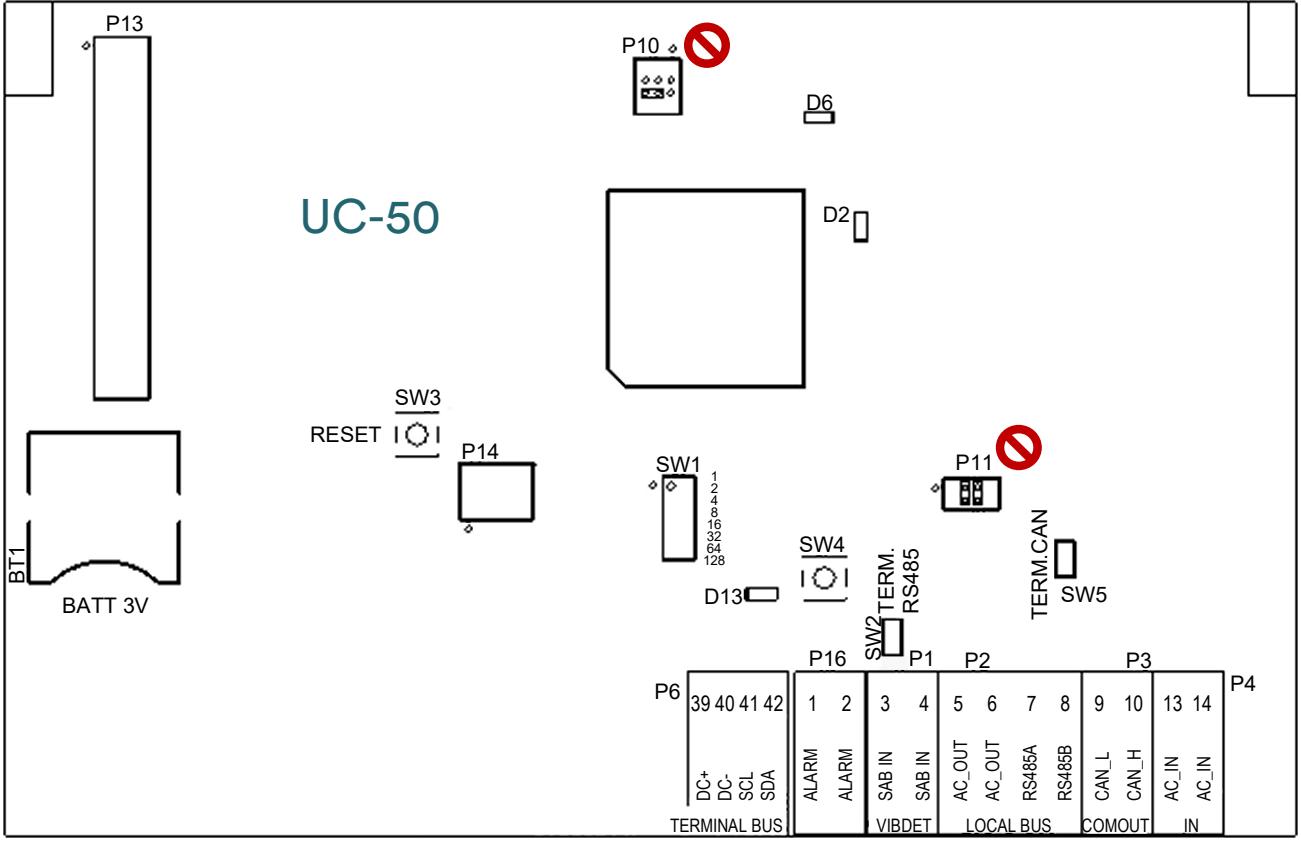 P13
P10
D6
UC-50
D2
SW3
RESET
P14
SW1
1
2
4
8
16
32
64
128
P11
SW4
TERM.
RS485
TERM.CAN
BT1
BATT 3V
D13
SW2
SW5
P16
P1
P2
P3
P6
P4
39 40 41 42 1 2 3 4 5 6 7 8 9 10 13 14
DC+
DC-
SCL
SDA
ALARM
ALARM
SAB IN
SAB IN
AC_OUT
AC_OUT
RS485A
RS485B
CAN_L
CAN_H
AC_IN
AC_IN
TERMINAL BUS VIBDET LOCAL BUS COMOUT IN